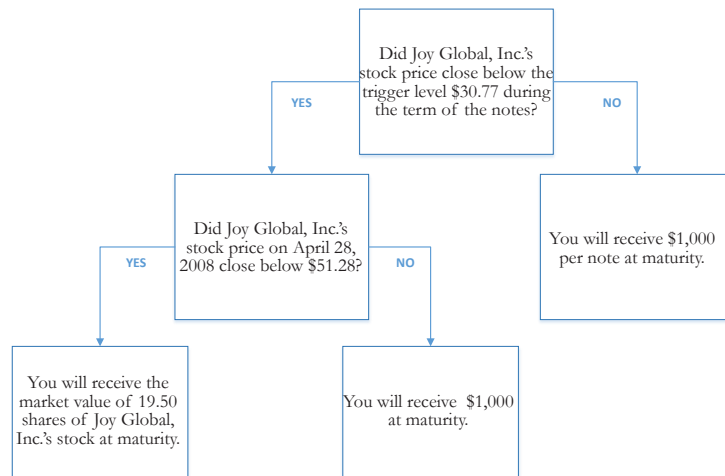 Did Joy Global, Inc.'s
stock price close below the
trigger level $30.77 during
the term of the notes?
YES
NO
Did Joy Global, Inc.'s
stock price on April 28,
2008 close below $51.28?
You will receive $1,000
per note at maturity.
YES
NO
You will receive the
market value of 19.50
shares of Joy Global,
Inc.'s stock at maturity.
You will receive $1,000
at maturity.